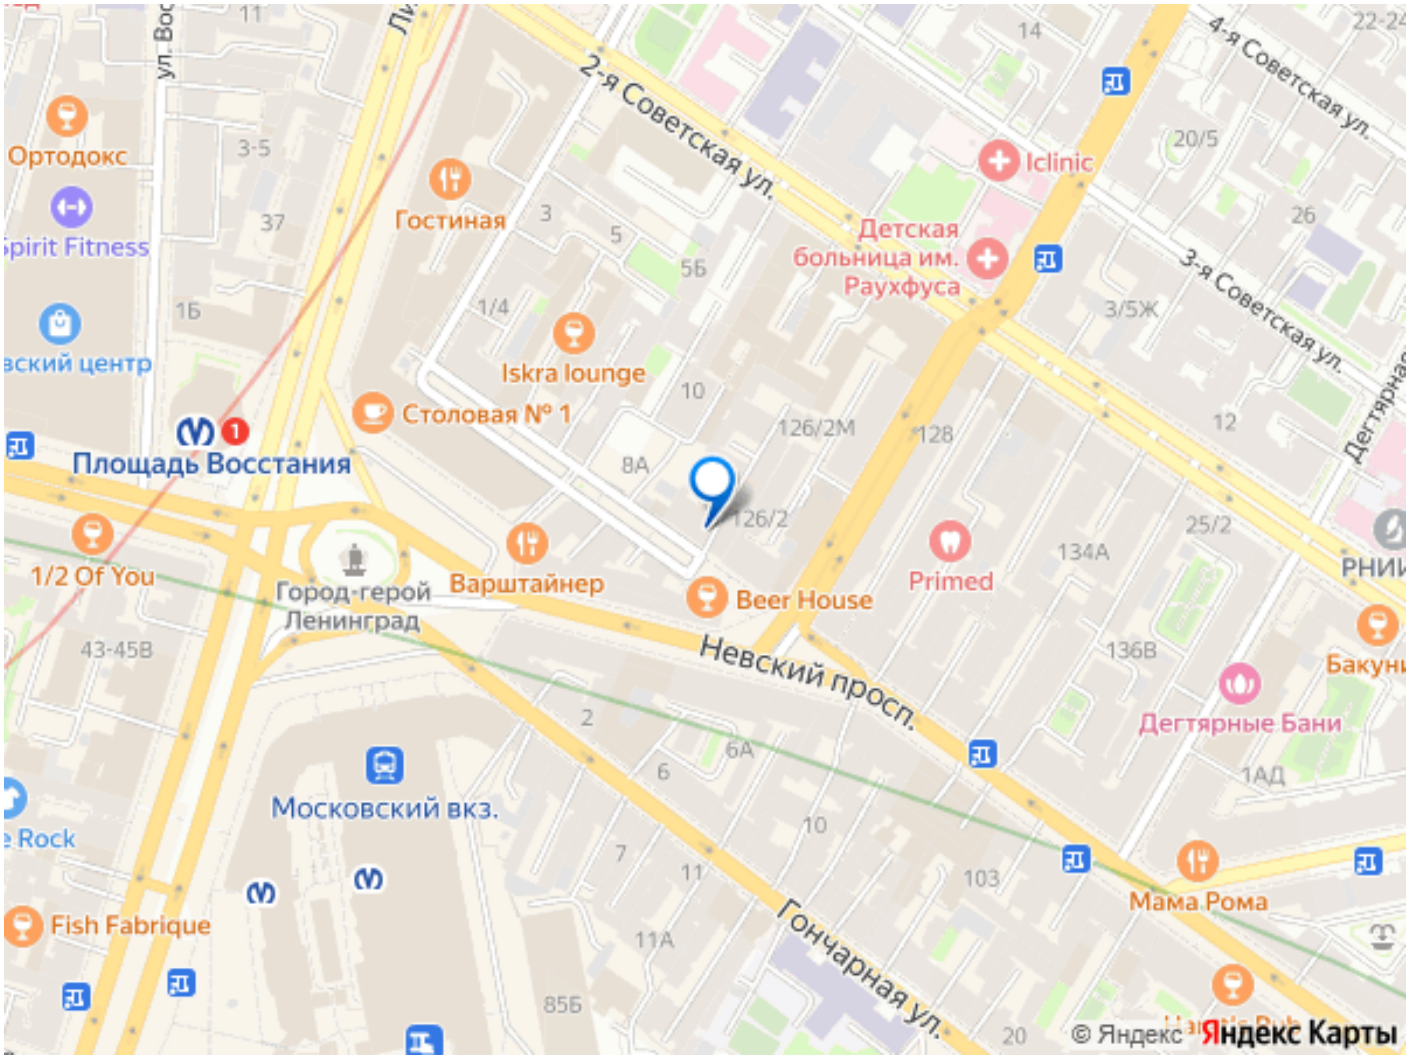 11
ул. Вос
Ли
14
22-24
4-я Советская ул.
2-я Советская ул.
20/5
Ортодокс
3-5
Iclinic
Spirit Fitness
37
Гостиная
3
5
5Б
Детская
больница им.
Раухфуса
26
3-я Советская ул.
1Б
1/4
3/5Ж
вский центр
Iskra lounge
10
Дегтярная
Столовая № 1
126/2М
128
12
1
Площадь Восстания
8А
126/2
25/2
Варштайнер
Primed
134А
РНИИ
1/2 Of You
Город-герой
Ленинград
Beer House
43-45В
Невский просп.
136В
Бакуни
Дегтярные Бани
2
6А
6
1АД
Московский вкз.
e Rock
7
10
11
103
Мама Рома
Fish Fabrique
Гончарная ул.
11А
85Б
20
© Яндекс
Яндекс Карты